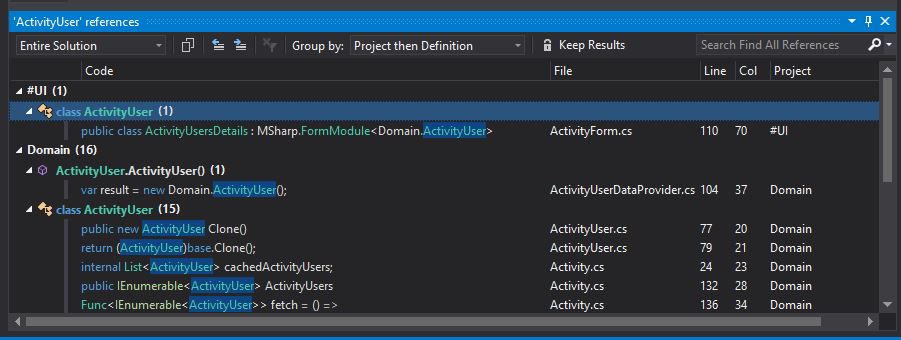 'ActivityUser' references
Entire Solution Group by: Project then Definition Keep Results Search Find All References
Code File Line Col Project
#UI (1)
class ActivityUser (1)
public class ActivityUsersDetails : MSharp.FormModule<Domain.ActivityUser> ActivityForm.cs 110 70 #UI
Domain (16)
ActivityUser.ActivityUser() (1)
var result = new Domain.ActivityUser(); ActivityUserDataProvider.cs 104 37 Domain
class ActivityUser (15)
public new ActivityUser Clone() ActivityUser.cs 77 20 Domain
return (ActivityUser)base.Clone(); ActivityUser.cs 79 21 Domain
internal List<ActivityUser> cachedActivityUsers; Activity.cs 24 23 Domain
public IEnumerable<ActivityUser> ActivityUsers Activity.cs 132 28 Domain
Func<IEnumerable<ActivityUser>> fetch = () => Activity.cs 136 34 Domain